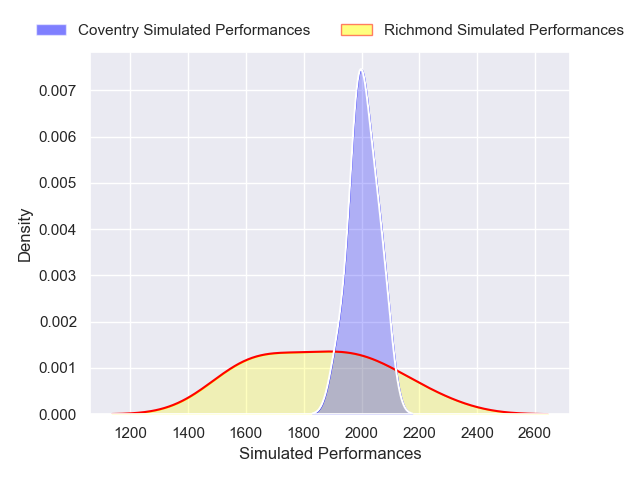 Coventry Simulated Performances Richmond Simulated Performances
0.007
0.006
0.005
0.004
0.003
0.002
0.001
0.000
Density
1200 1400 1600 1800 2000 2200 2400 2600
Simulated Performances